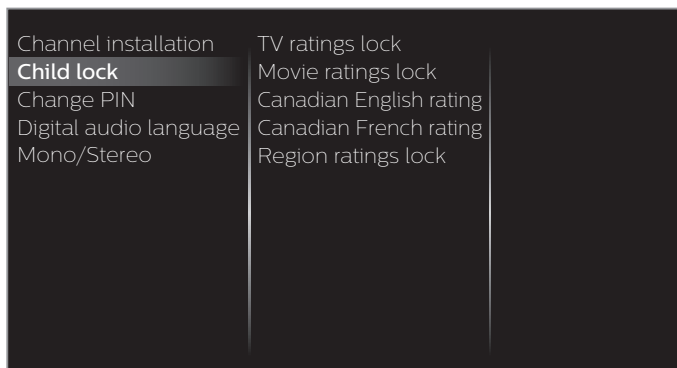 Channel installation
Child lock
Change PIN
Digital audio language
Mono/Stereo
TV ratings lock
Movie ratings lock
Canadian English rating
Canadian French rating
Region ratings lock